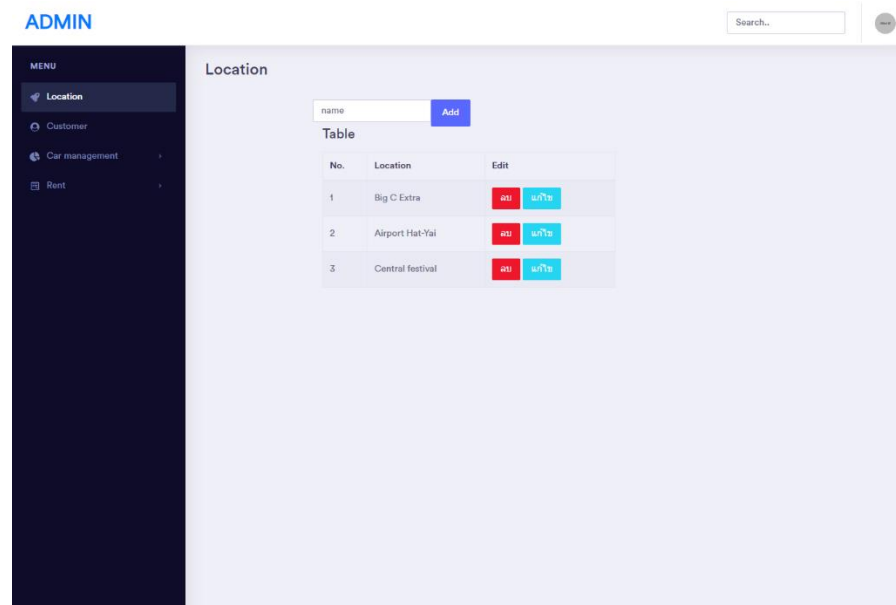 ADMIN
Search..
MENU
Location
Customer
Car management
Rent
Location
name
Add
Table
No. Location Edit
1 Big C Extra ลบ แก้ไข
2 Airport Hat-Yai ลบ แก้ไข
3 Central festival ลบ แก้ไข